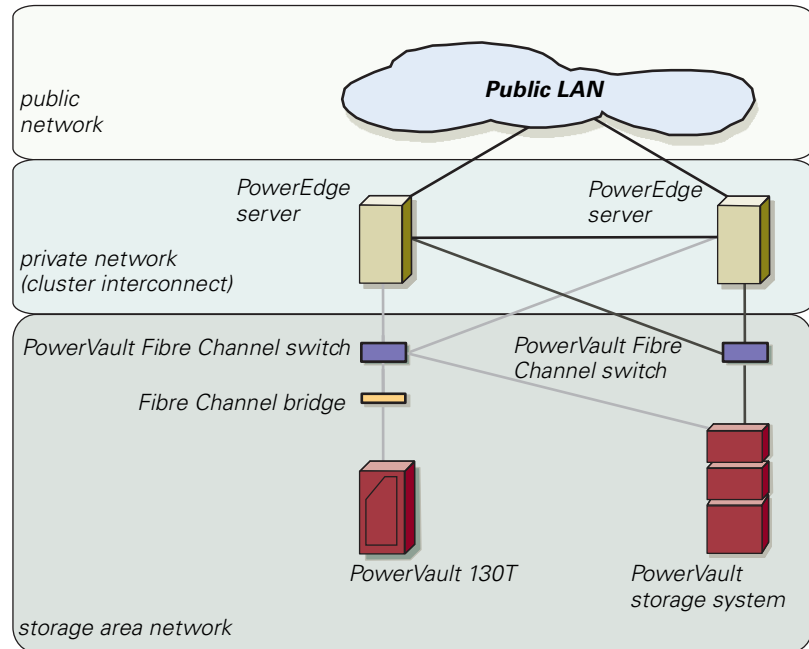 Public LAN
public
network
PowerEdge
server
PowerEdge
server
private network
(cluster interconnect)
PowerVault Fibre Channel switch
PowerVault Fibre
Channel switch
Fibre Channel bridge
PowerVault 130T
PowerVault
storage system
storage area network